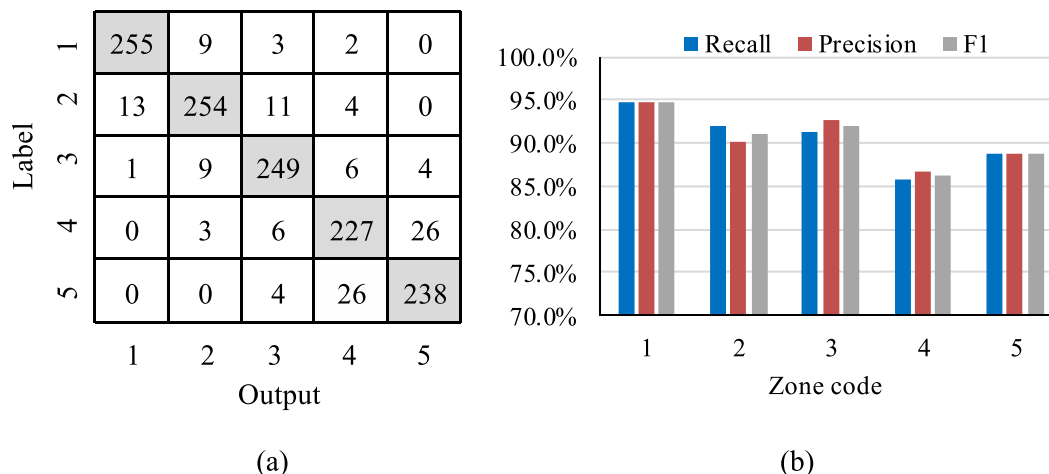 Label
1 255 9 3 2 0
2 13 254 11 4 0
3 1 9 249 6 4
4 0 3 6 227 26
5 0 0 4 26 238
1 2 3 4 5
Output
(a)
Recall Precision F1
100.0%
95.0%
90.0%
85.0%
80.0%
75.0%
70.0%
1 2 3 4 5
Zone code
(b)